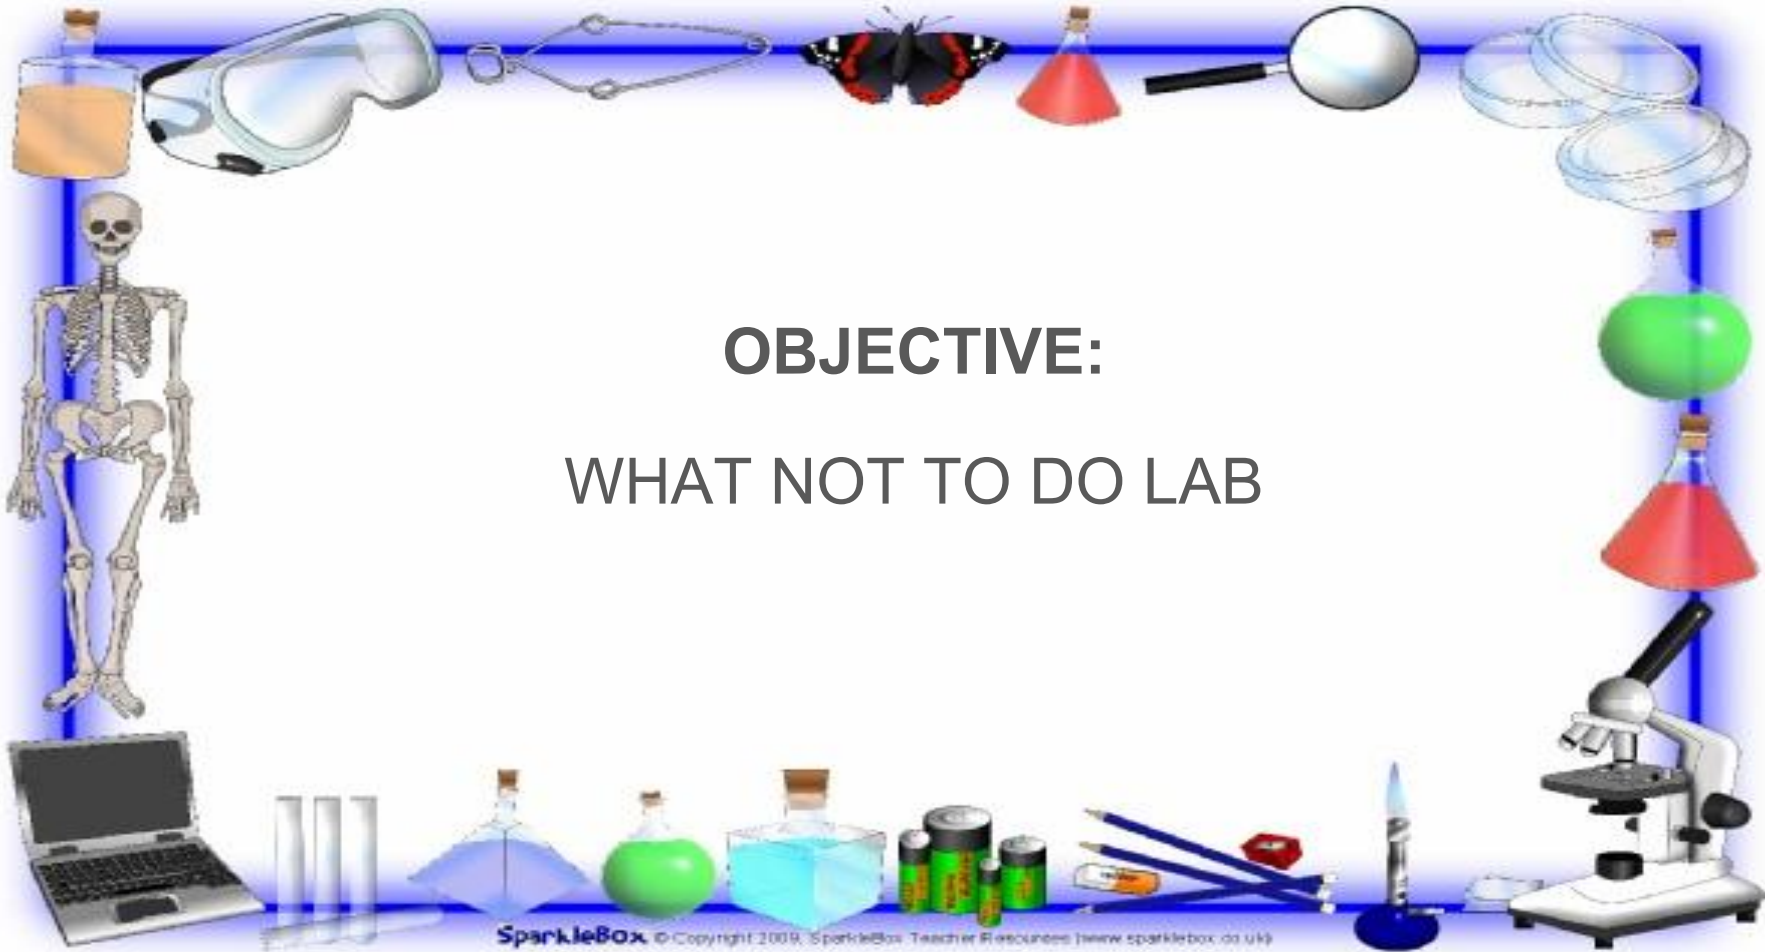 OBJECTIVE:
WHAT NOT TO DO LAB
SparkleBox © Copyright 2009, SparkleBox Teacher Resources (www.sparklebox.co.uk)